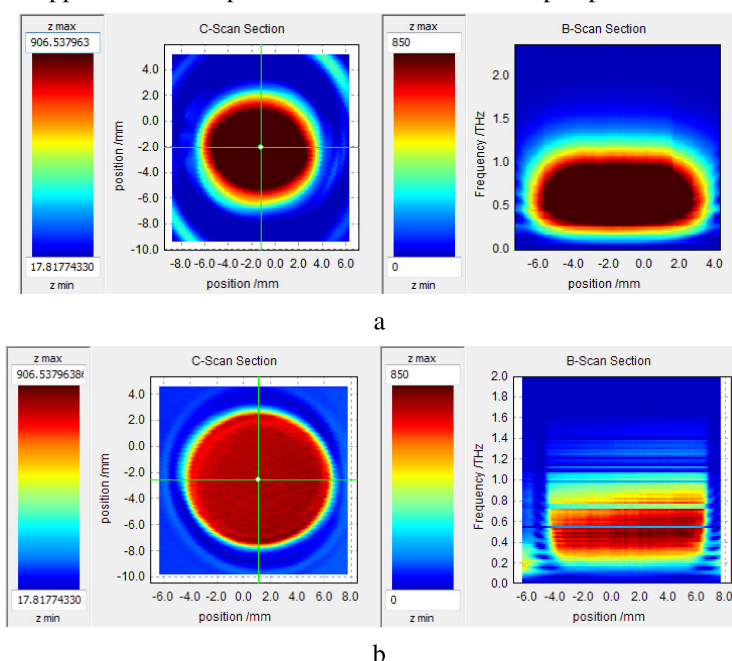 z max
906.537963
17.81774330
z min
C-Scan Section
position /mm
4.0
2.0
0.0
-2.0
-4.0
-6.0
-10.0
-8.0 -6.0 -4.0 -2.0 0.0 2.0 4.0 6.0
position /mm
z max
850
0
z min
B-Scan Section
Frequency /THz
2.0
1.5
1.0
0.5
0.0
-6.0 -4.0 -2.0 0.0 2.0 4.0
position /mm
a
z max
906.53796386
17.81774330
z min
C-Scan Section
position /mm
4.0
2.0
0.0
-2.0
-4.0
-6.0
-8.0
-10.0
-6.0 -4.0 -2.0 0.0 2.0 4.0 6.0 8.0
position /mm
z max
850
0
z min
B-Scan Section
Frequency /THz
2.0
1.8
1.6
1.4
1.2
1.0
0.8
0.6
0.4
0.2
0.0
-6.0 -4.0 -2.0 0.0 2.0 4.0 6.0 8.0
position /mm
b